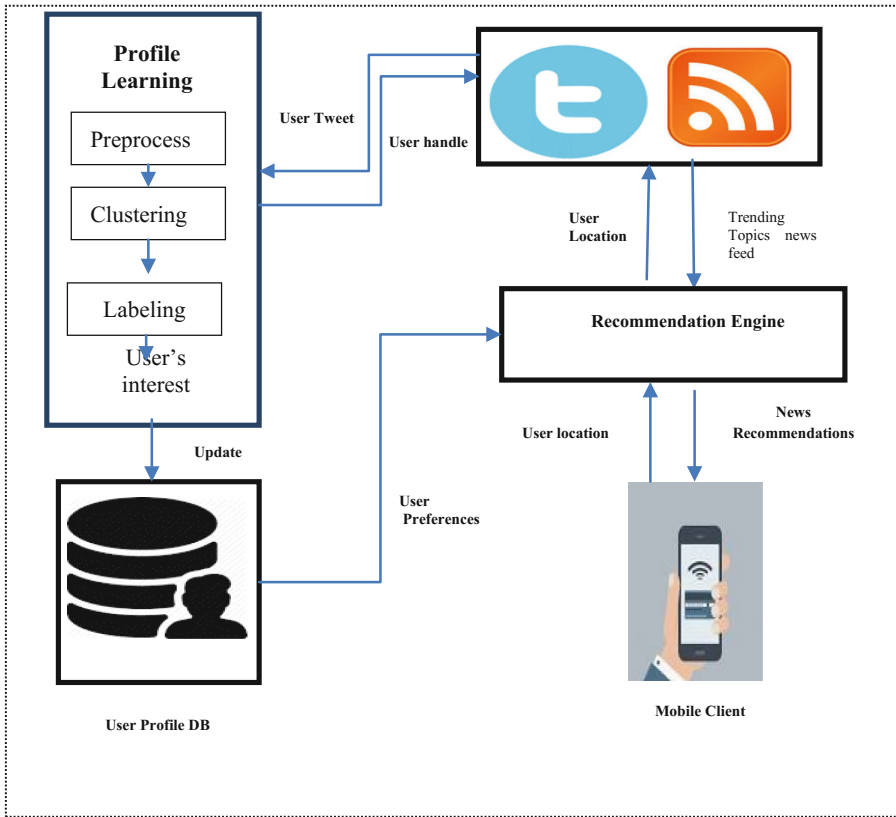 Profile
Learning
Preprocess
Clustering
Labeling
User's
interest
User Tweet
User handle
User
Location
Trending
Topics news
feed
Recommendation Engine
Update
User
Preferences
User location
News
Recommendations
User Profile DB
Mobile Client